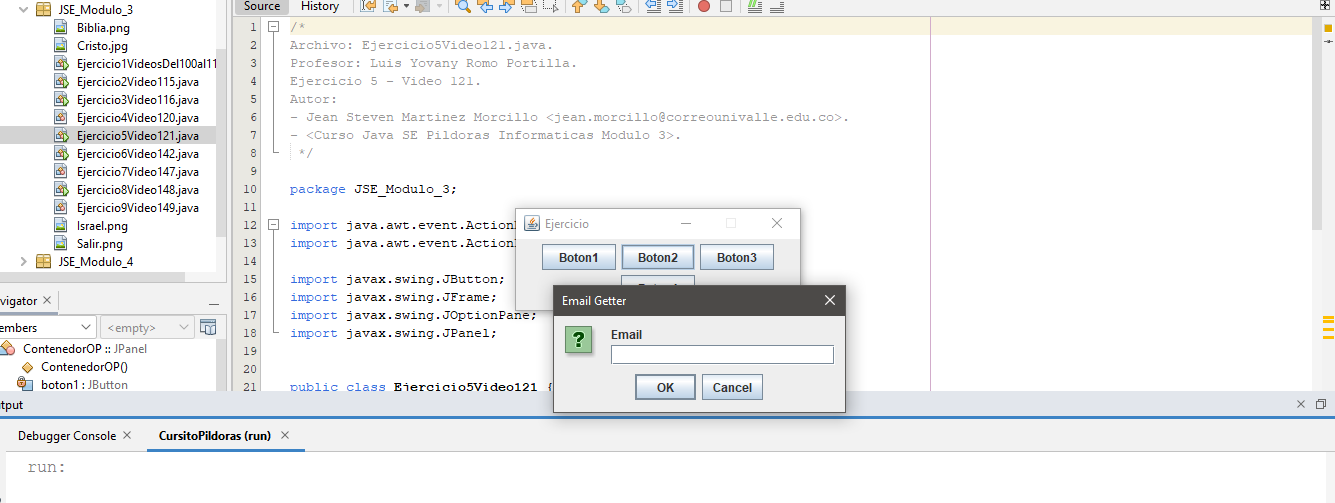 JSE_Modulo_3
Biblia.png
Cristo.jpg
Ejercicio1VideosDel100al11
Ejercicio2Video115.java
Ejercicio3Video116.java
Ejercicio4Video120.java
Ejercicio5Video121.java
Ejercicio6Video142.java
Ejercicio7Video147.java
Ejercicio8Video148.java
Ejercicio9Video149.java
Israel.png
Salir.png
JSE_Modulo_4
avigator
embers
<empty>
ContenedorOP :: JPanel
ContenedorOP()
boton1 : JButton
Source History
1 /*
2 Archivo: Ejercicio5Video121.java.
3 Profesor: Luis Yovany Romo Portilla.
4 Ejercicio 5 - Video 121.
5 Autor:
6 - Jean Steven Martinez Morcillo <jean.morcillo@correounivalle.edu.co>.
7 - <Curso Java SE Pildoras Informaticas Modulo 3>.
8 */
9
10 package JSE_Modulo_3;
11
12 import java.awt.event.Action
13 import java.awt.event.Action
14
15 import javax.swing.JButton;
16 import javax.swing.JFrame;
17 import javax.swing.JOptionPane;
18 import javax.swing.JPanel;
19
20
21 public class Ejercicio5Video121 {
Ejercicio
Boton1 Boton2 Boton3
Email Getter
?
Email
OK Cancel
utput
Debugger Console CursitoPildoras (run)
run: